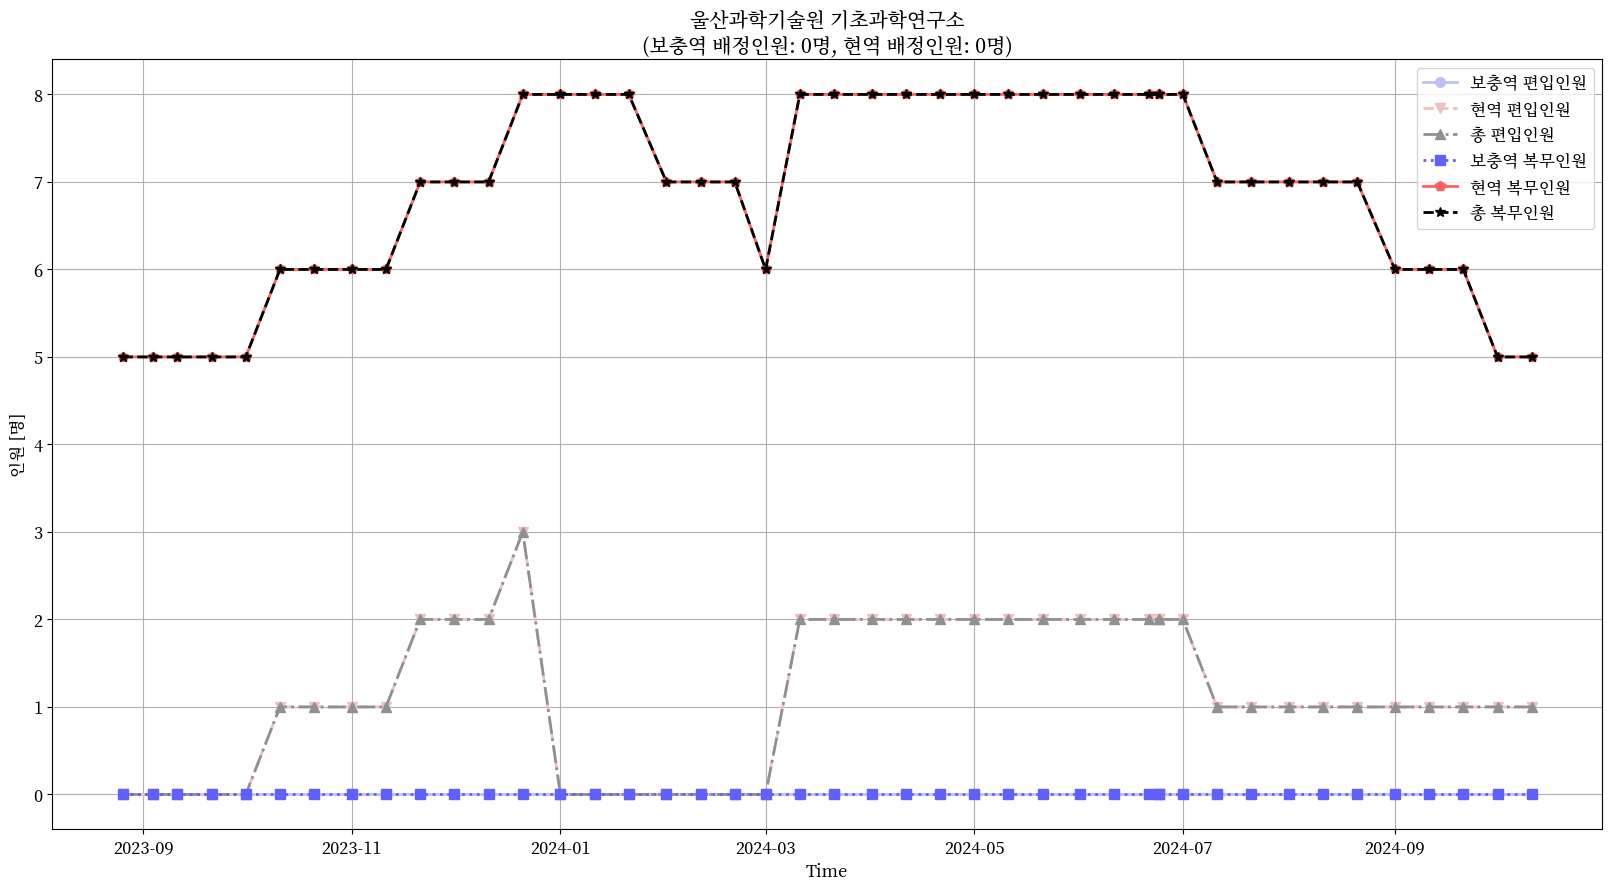 울산과학기술원 기초과학연구소
(보충역 배정인원: 0명, 현역 배정인원: 0명)
보충역 편입인원
현역 편입인원
총 편입인원
보충역 복무인원
현역 복무인원
총 복무인원
인원 [명]
8
7
6
5
4
3
2
1
0
2023-09
2023-11
2024-01
2024-03
2024-05
2024-07
2024-09
Time